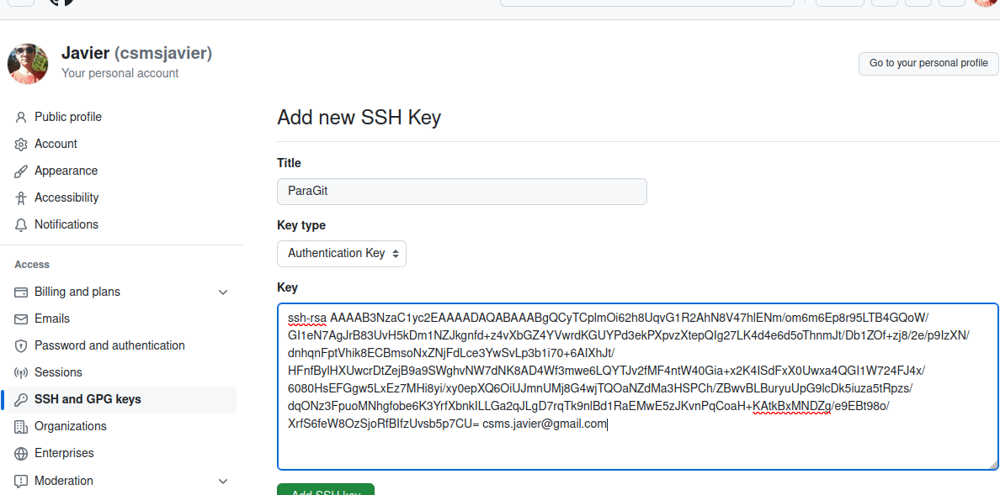 Javier (csmsjavier)
Your personal account
Go to your personal profile
Public profile
Account
Appearance
Accessibility
Notifications
Access
Billing and plans
Emails
Password and authentication
Sessions
SSH and GPG keys
Organizations
Enterprises
Moderation
Add new SSH Key
Title
ParaGit
Key type
Authentication Key
Key
ssh-rsa AAAAB3NzaC1yc2EAAAADAQABAAABgQCyTCplmOi62h8UqvG1R2AhN8V47hlENm/om6m6Ep8r95LTB4GQoW/
GI1eN7AgJrB83UvH5kDm1NZJkgnfd+z4vXbGZ4YVwrdKGUYPd3ekPXpvzXtepQIg27LK4d4e6d5oThnmJt/Db1ZOf+zj8/2e/p9IzXN/
dnhqnFptVhik8ECBmsoNxZNjFdLce3YwSvLp3b1i70+6AIXhJt/
HFnfBylHXUwcrDtZejB9a9SWghvNW7dNK8AD4Wf3mwe6LQYTJv2fMF4ntW40Gia+x2K4ISdFxX0Uwxa4QGI1W724FJ4x/
6080HsEFGgw5LxEz7MHi8yi/xy0epXQ6OiUJmnUMj8G4wjTQOaNZdMa3HSPCh/ZBwvBLBuryuUpG9lcDk5iuza5tRpzs/
dqONz3FpuoMNhgfobe6K3YrfXbnkILLGa2qJLgD7rqTk9nlBd1RaEMwE5zJKvnPqCoaH+KAtkBxMNDZg/e9EBt98o/
XrfS6feW8OzSjoRfBIfzUvsb5p7CU= csms.javier@gmail.com
Add SSH key